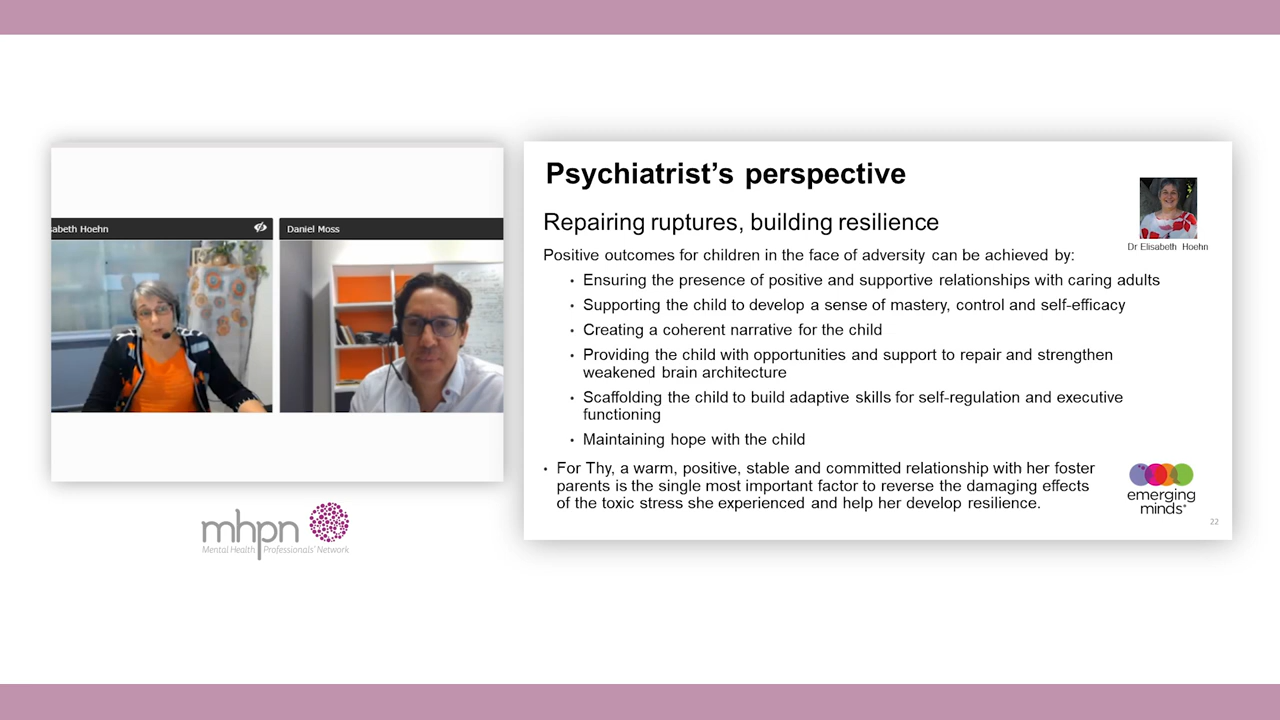 sabeth Hoehn
Daniel Moss
mhpn
Mental Health Professionals' Network
Psychiatrist's perspective
Repairing ruptures, building resilience
Dr Elisabeth Hoehn
Positive outcomes for children in the face of adversity can be achieved by:
• Ensuring the presence of positive and supportive relationships with caring adults
• Supporting the child to develop a sense of mastery, control and self-efficacy
• Creating a coherent narrative for the child
• Providing the child with opportunities and support to repair and strengthen
weakened brain architecture
• Scaffolding the child to build adaptive skills for self-regulation and executive
functioning
• Maintaining hope with the child
• For Thy, a warm, positive, stable and committed relationship with her foster
parents is the single most important factor to reverse the damaging effects
of the toxic stress she experienced and help her develop resilience.
emerging
minds
22